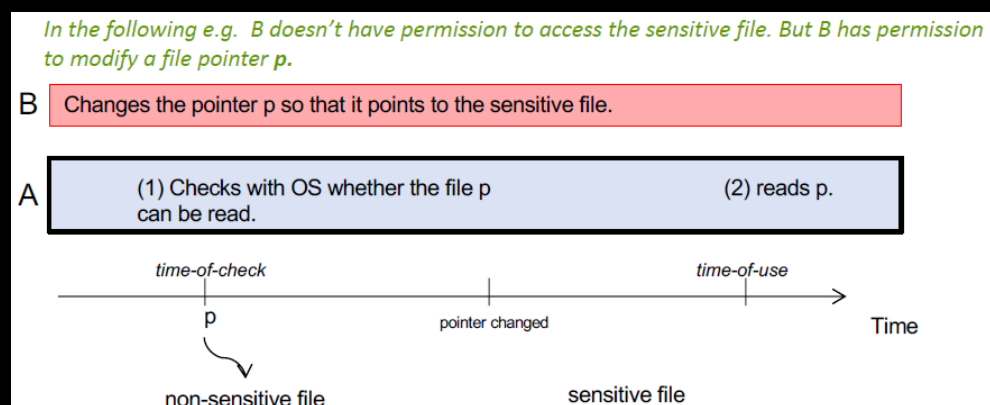 In the following e.g. B doesn't have permission to access the sensitive file. But B has permission
to modify a file pointer p.
B
Changes the pointer p so that it points to the sensitive file.
A
(1) Checks with OS whether the file p
can be read.
(2) reads p.
time-of-check
time-of-use
p
pointer changed
Time
non-sensitive file
sensitive file